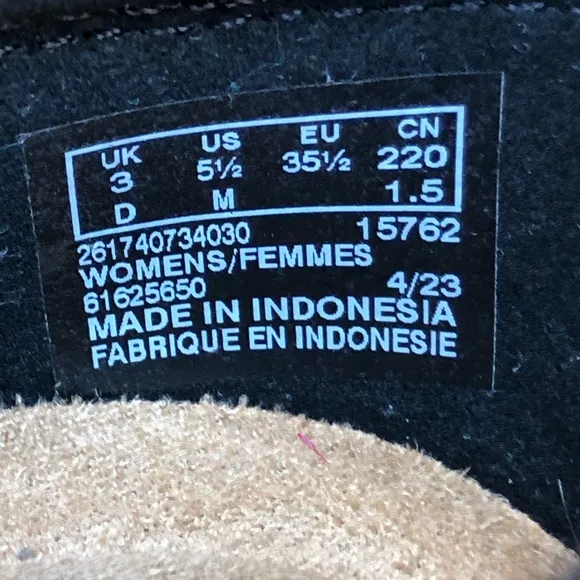 UK US EU CN
3 5½ 35½ 220
D M 1.5
261740734030 15762
WOMENS/FEMMES
61625650 4/23
MADE IN INDONESIA
FABRIQUE EN INDONESIE